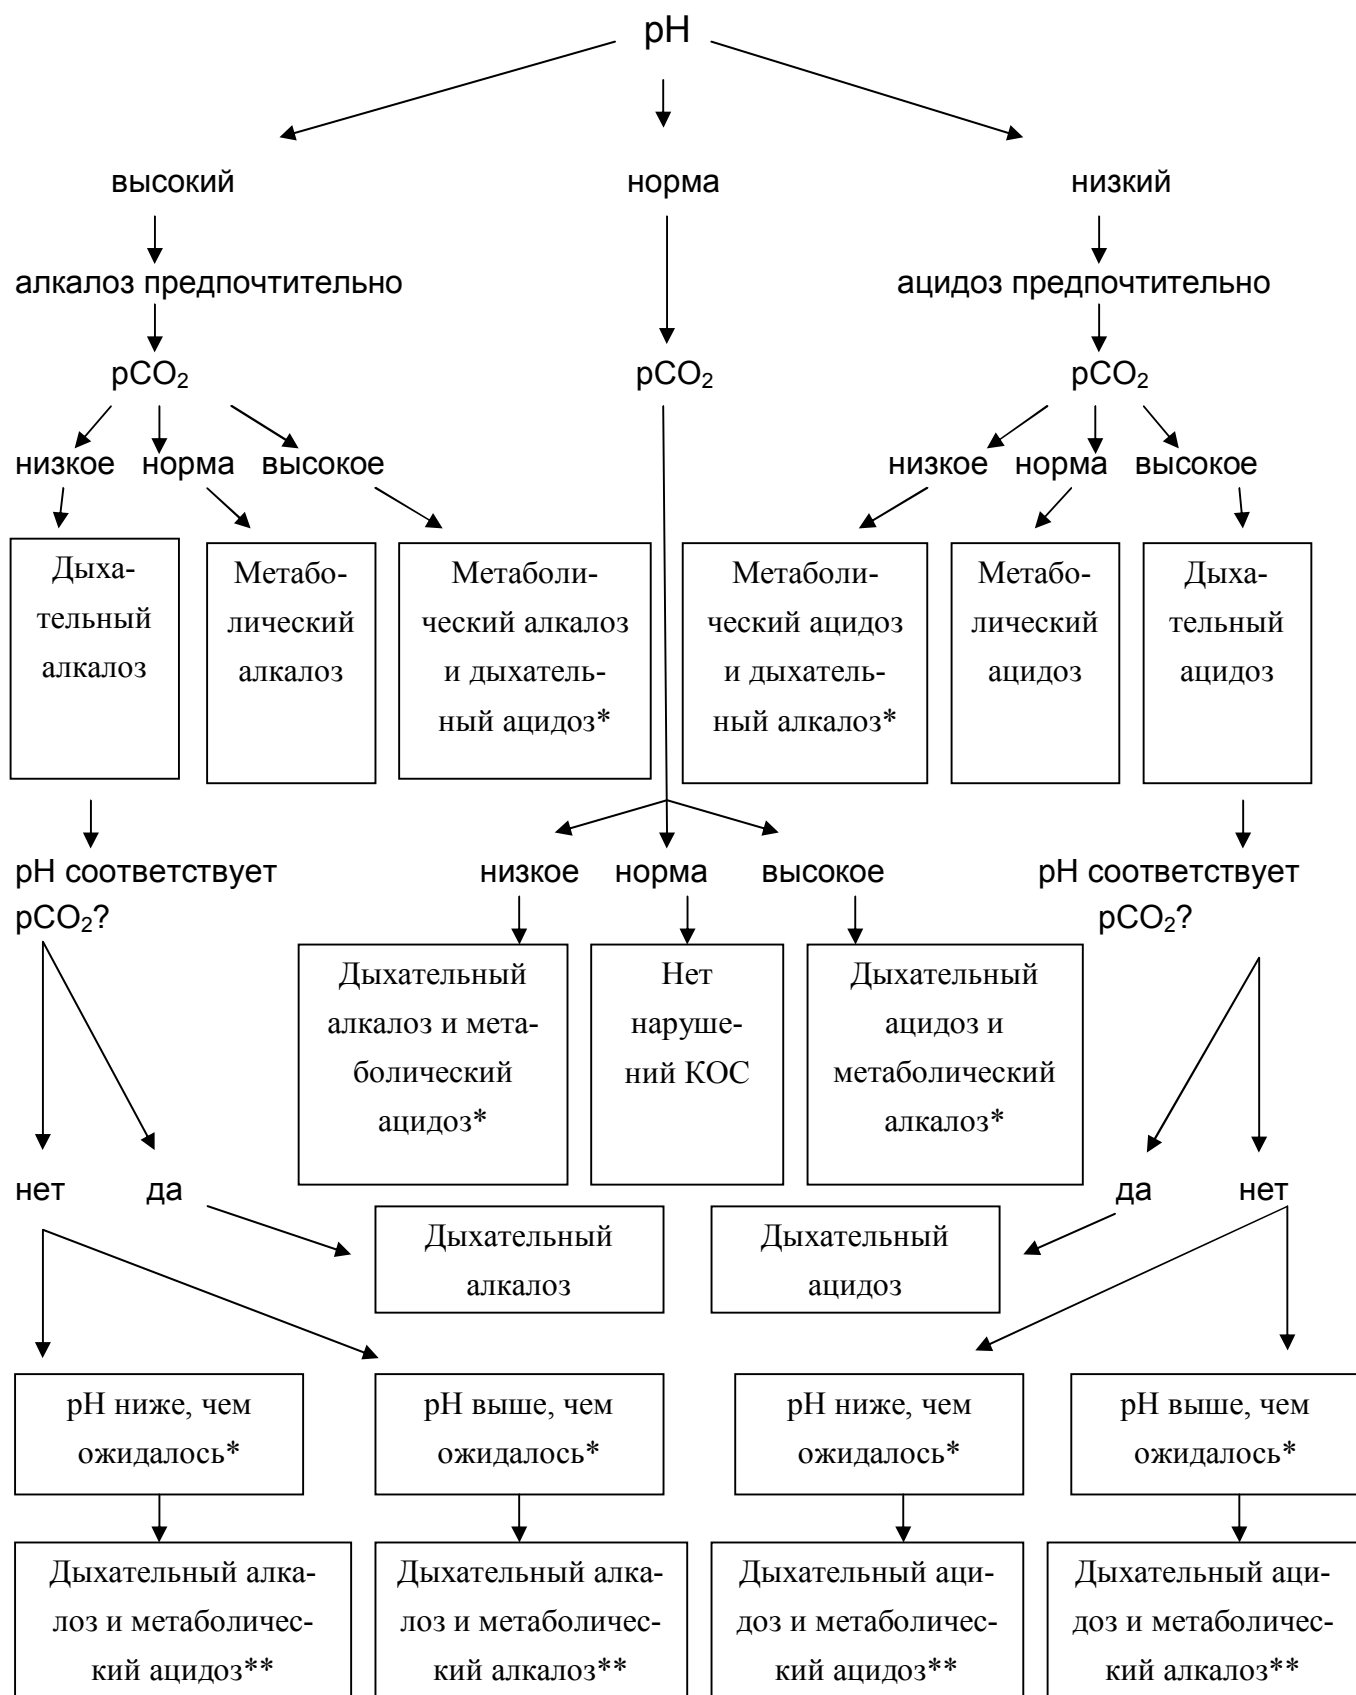 pH
высокий
норма
низкий
алкалоз предпочтительно
ацидоз предпочтительно
pCO₂
pCO₂
pCO₂
низкое
норма
высокое
низкое
норма
высокое
Дыха-
тельный
алкалоз
Метабо-
лический
алкалоз
Метаболи-
ческий алкалоз
и дыхатель-
ный ацидоз*
Метаболи-
ческий ацидоз
и дыхатель-
ный алкалоз*
Метабо-
лический
ацидоз
Дыха-
тельный
ацидоз
pH соответствует
pCO₂?
низкое
норма
высокое
pH соответствует
pCO₂?
Дыхательный
алкалоз и мета-
болический
ацидоз*
Нет
наруше-
ний КОС
Дыхательный
ацидоз и
метаболический
алкалоз*
нет
да
да
нет
Дыхательный
алкалоз
Дыхательный
ацидоз
pH ниже, чем
ожидалось*
pH выше, чем
ожидалось*
pH ниже, чем
ожидалось*
pH выше, чем
ожидалось*
Дыхательный алка-
лоз и метаболичес-
кий ацидоз**
Дыхательный алка-
лоз и метаболичес-
кий алкалоз**
Дыхательный аци-
доз и метаболичес-
кий ацидоз**
Дыхательный аци-
доз и метаболичес-
кий алкалоз**